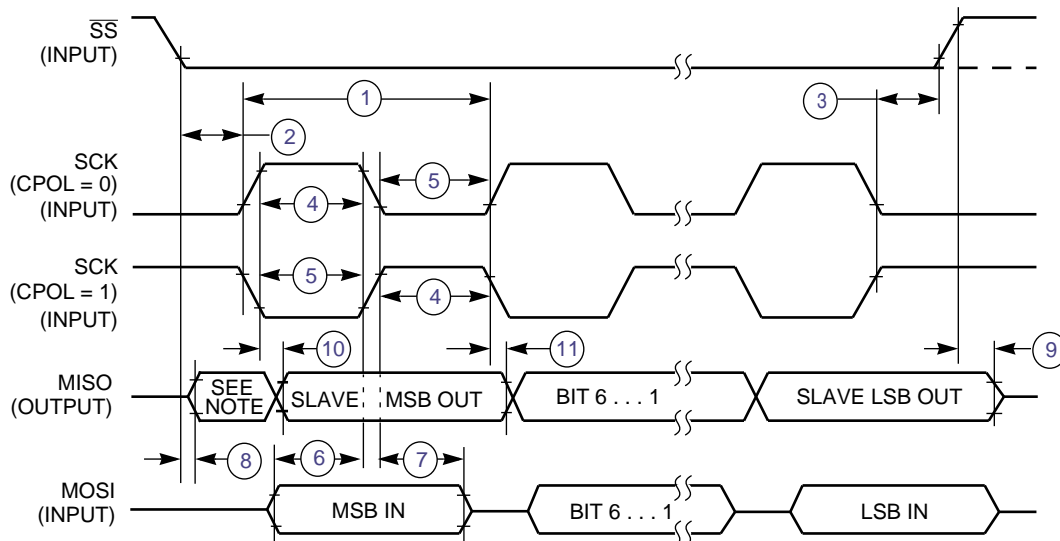 SS
(INPUT)
1
3
2
SCK
(CPOL = 0)
(INPUT)
5
4
SCK
(CPOL = 1)
(INPUT)
5
4
10
11
9
MISO
(OUTPUT)
SEE
NOTE
SLAVE
MSB OUT
BIT 6 . . . 1
SLAVE LSB OUT
8
6
7
MOSI
(INPUT)
MSB IN
BIT 6 . . . 1
LSB IN